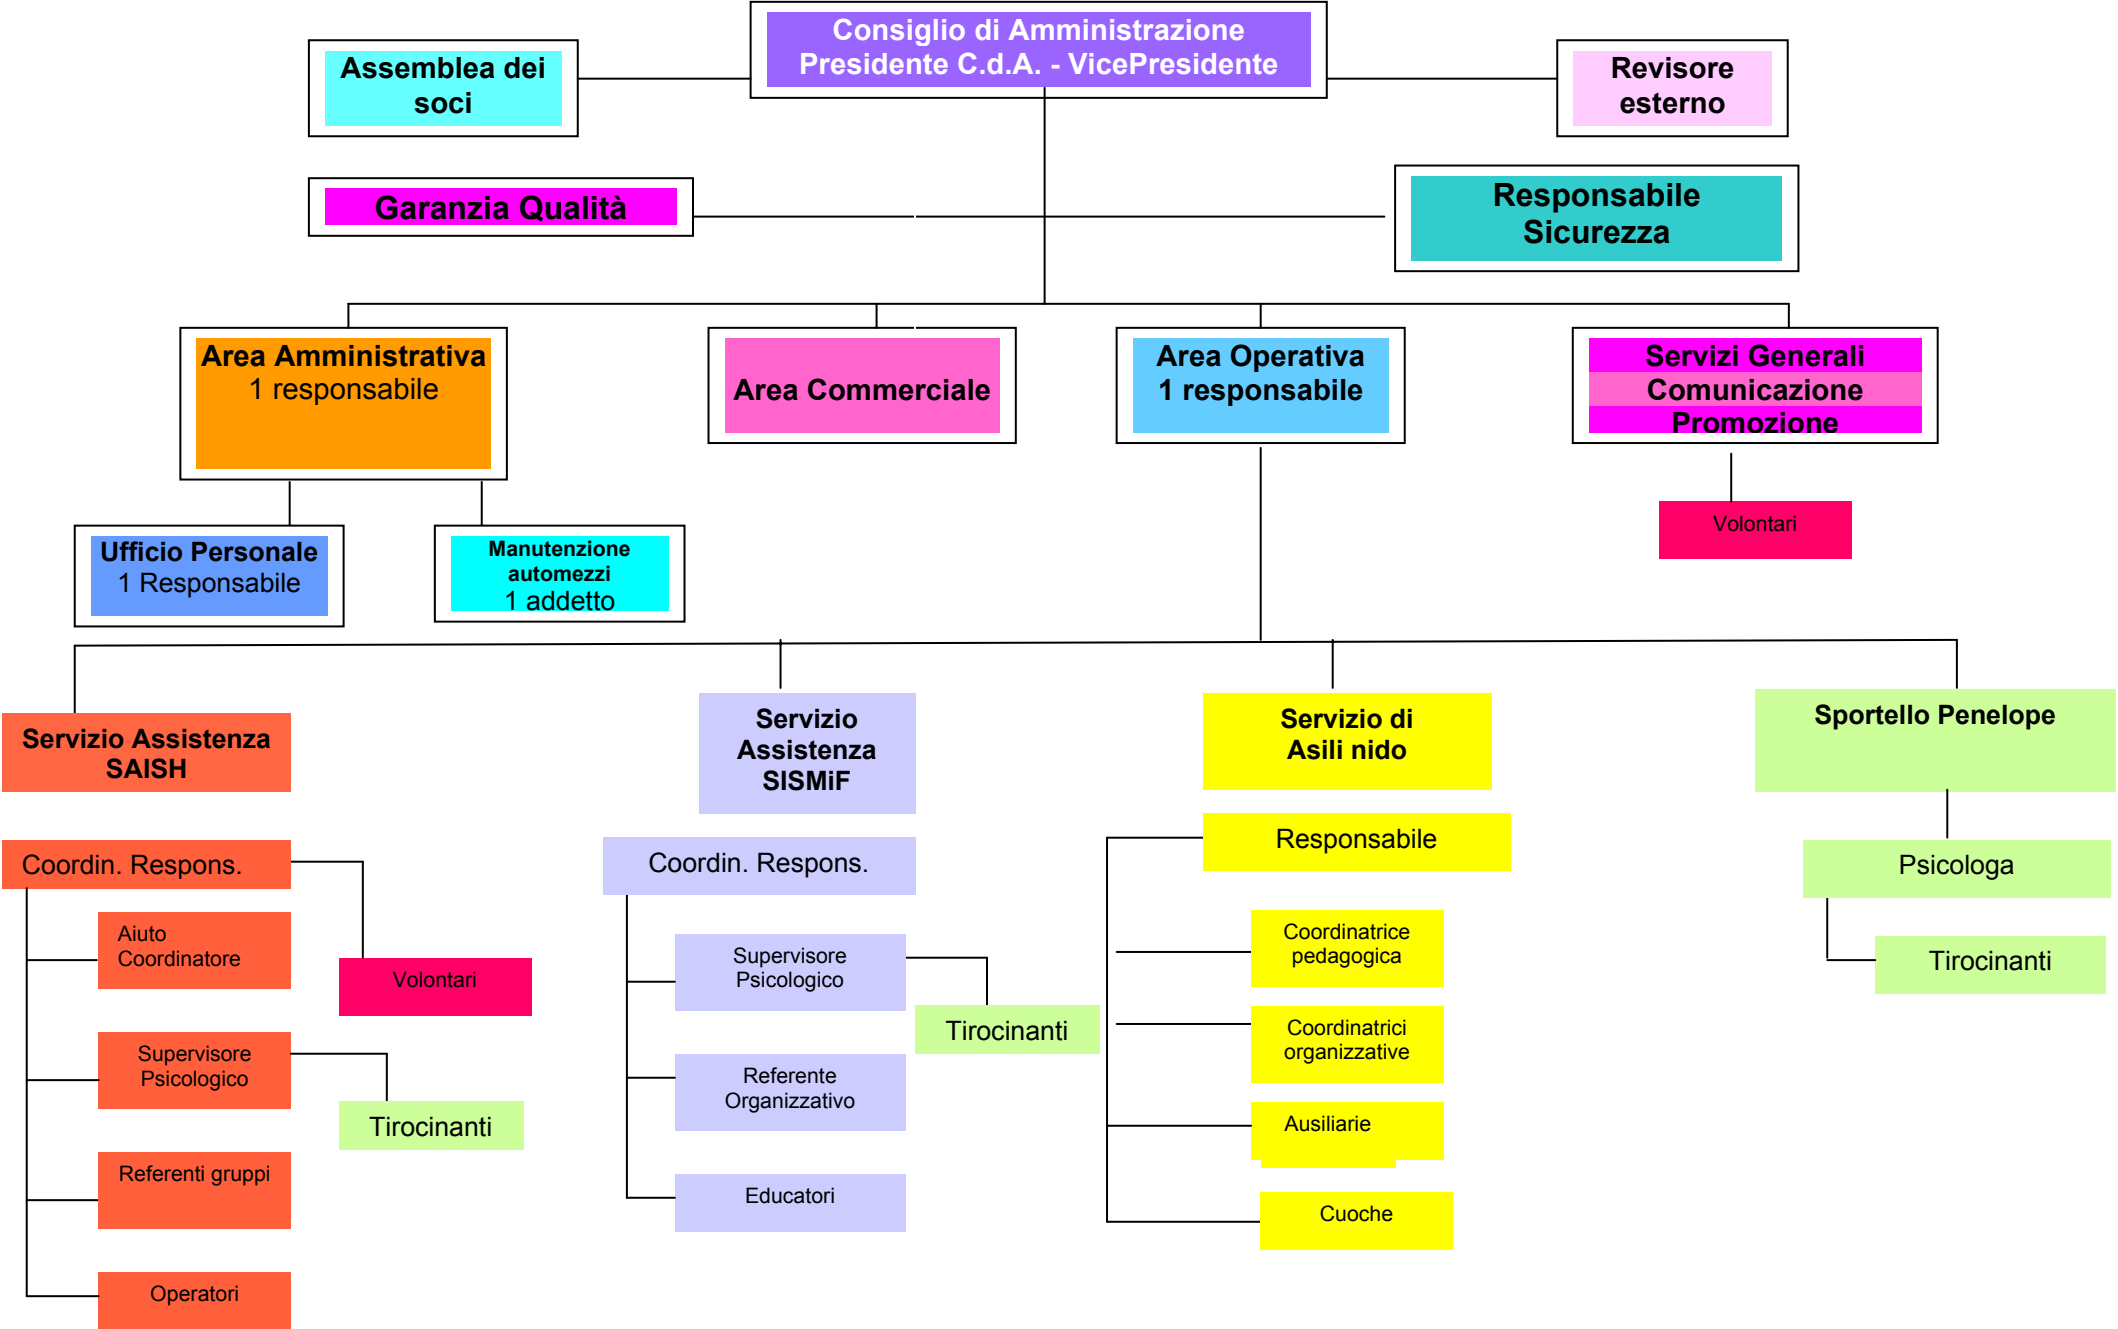 Consiglio di Amministrazione
Presidente C.d.A. - VicePresidente
Assemblea dei
soci
Revisore
esterno
Garanzia Qualità
Responsabile
Sicurezza
Area Amministrativa
1 responsabile
Area Commerciale
Area Operativa
1 responsabile
Servizi Generali
Comunicazione
Promozione
Volontari
Ufficio Personale
1 Responsabile
Manutenzione
automezzi
1 addetto
Servizio Assistenza
SAISH
Servizio
Assistenza
SISMiF
Servizio di
Asili nido
Sportello Penelope
Coordin. Respons.
Aiuto
Coordinatore
Volontari
Supervisore
Psicologico
Tirocinanti
Referenti gruppi
Operatori
Coordin. Respons.
Supervisore
Psicologico
Tirocinanti
Referente
Organizzativo
Educatori
Responsabile
Coordinatrice
pedagogica
Coordinatrici
organizzative
Ausiliarie
Cuoche
Psicologa
Tirocinanti